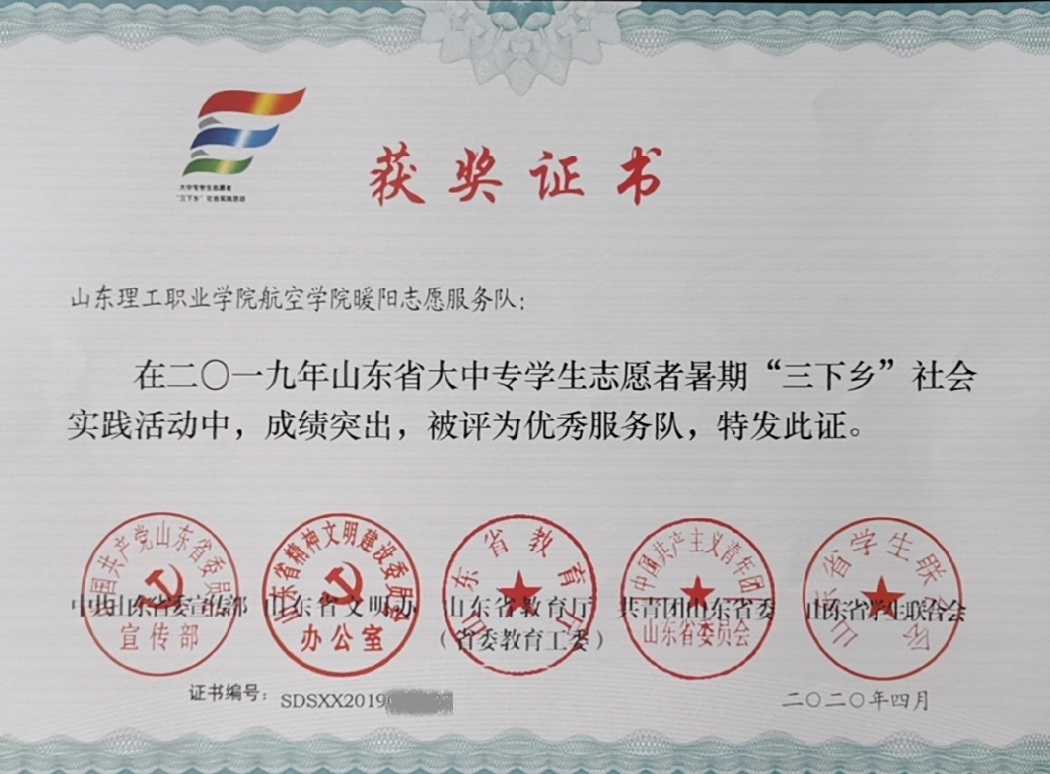 大中专学生志愿者
“三下乡”社会实践活动
获奖证书
山东理工职业学院航空学院暖阳志愿服务队：
在二〇一九年山东省大中专学生志愿者暑期“三下乡”社会
实践活动中，成绩突出，被评为优秀服务队，特发此证。
中国共产党山东省委员会
宣传部
山东省精神文明建设委员会
办公室
山东省教育厅
中国共产主义青年团
山东省委员会
山东省学生联合会
中共山东省委宣传部 山东省文明办 山东省教育厅 共青团山东省委 山东省学生联合会
（省委教育工委）
证书编号：SDSXX2019
二〇二〇年四月